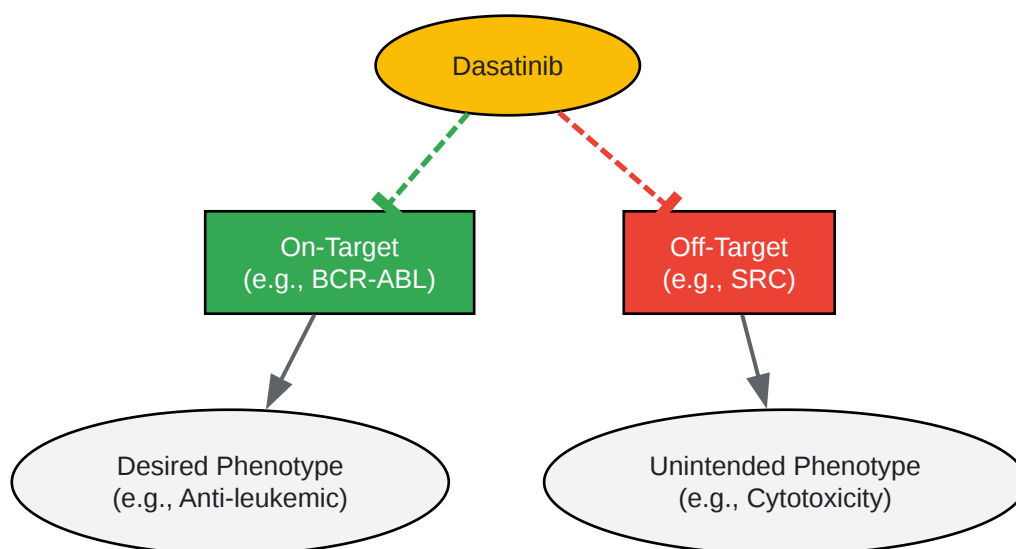 Dasatinib
On-Target
(e.g., BCR-ABL)
Off-Target
(e.g., SRC)
Desired Phenotype
(e.g., Anti-leukemic)
Unintended Phenotype
(e.g., Cytotoxicity)